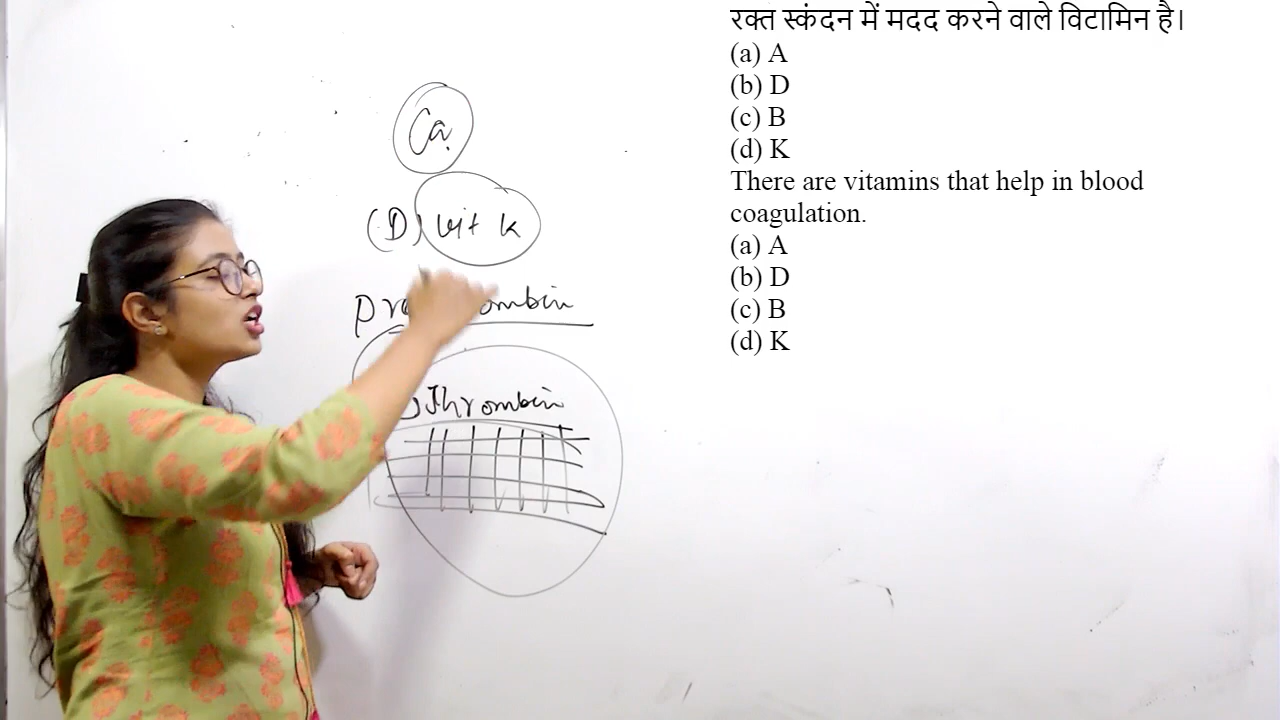 Ca
(D) vit k
Thrombin
रक्त स्कंदन में मदद करने वाले विटामिन है।
(a) A
(b) D
(c) B
(d) K
There are vitamins that help in blood
coagulation.
(a) A
(b) D
(c) B
(d) K